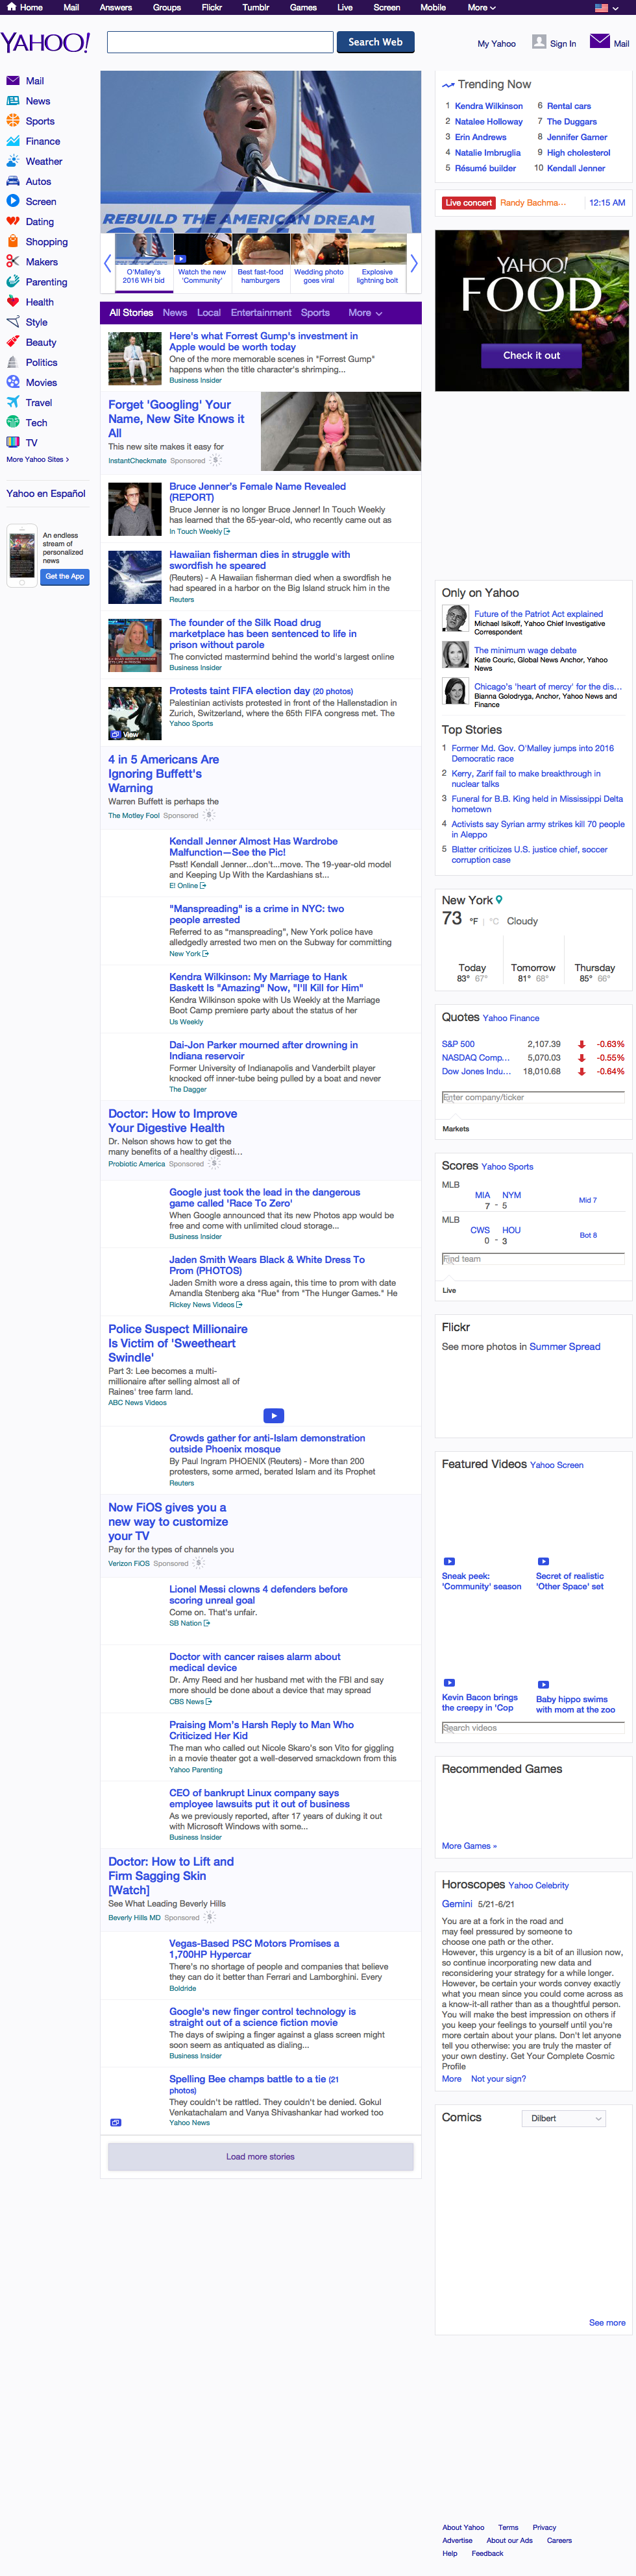 Home Mail Answers Groups Flickr Tumblr Games Live Screen Mobile More
YAHOO!
Search Web
My Yahoo Sign In Mail
Mail
News
Sports
Finance
Weather
Autos
Screen
Dating
Shopping
Makers
Parenting
Health
Style
Beauty
Politics
Movies
Travel
Tech
TV
More Yahoo Sites >
Yahoo en Español
An endless
stream of
personalized
news
Get the App
REBUILD THE AMERICAN DREAM
O'Malley's
2016 WH bid
Watch the new
'Community'
Best fast-food
hamburgers
Wedding photo
goes viral
Explosive
lightning bolt
All Stories News Local Entertainment Sports More
Here's what Forrest Gump's investment in
Apple would be worth today
One of the more memorable scenes in "Forrest Gump"
happens when the title character's shrimping...
Business Insider
Forget 'Googling' Your
Name, New Site Knows it
All
This new site makes it easy for
InstantCheckmate Sponsored
Bruce Jenner's Female Name Revealed
(REPORT)
Bruce Jenner is no longer Bruce Jenner! In Touch Weekly
has learned that the 65-year-old, who recently came out as
In Touch Weekly
Hawaiian fisherman dies in struggle with
swordfish he speared
(Reuters) - A Hawaiian fisherman died when a swordfish he
had speared in a harbor on the Big Island struck him in the
Reuters
The founder of the Silk Road drug
marketplace has been sentenced to life in
prison without parole
The convicted mastermind behind the world's largest online
Business Insider
Protests taint FIFA election day (20 photos)
Palestinian activists protested in front of the Hallenstadion in
Zurich, Switzerland, where the 65th FIFA congress met. The
Yahoo Sports
View
4 in 5 Americans Are
Ignoring Buffett's
Warning
Warren Buffett is perhaps the
The Motley Fool Sponsored
Kendall Jenner Almost Has Wardrobe
Malfunction—See the Pic!
Psst! Kendall Jenner...don't...move. The 19-year-old model
and Keeping Up With the Kardashians st...
E! Online
"Manspreading" is a crime in NYC: two
people arrested
Referred to as "manspreading", New York police have
alledgedly arrested two men on the Subway for committing
New York
Kendra Wilkinson: My Marriage to Hank
Baskett Is "Amazing" Now, "I'll Kill for Him"
Kendra Wilkinson spoke with Us Weekly at the Marriage
Boot Camp premiere party about the status of her
Us Weekly
Dai-Jon Parker mourned after drowning in
Indiana reservoir
Former University of Indianapolis and Vanderbilt player
knocked off inner-tube being pulled by a boat and never
The Dagger
Doctor: How to Improve
Your Digestive Health
Dr. Nelson shows how to get the
many benefits of a healthy digesti...
Probiotic America Sponsored
Google just took the lead in the dangerous
game called 'Race To Zero'
When Google announced that its new Photos app would be
free and come with unlimited cloud storage...
Business Insider
Jaden Smith Wears Black & White Dress To
Prom (PHOTOS)
Jaden Smith wore a dress again, this time to prom with date
Amandla Stenberg aka "Rue" from "The Hunger Games." He
Rickey News Videos
Police Suspect Millionaire
Is Victim of 'Sweetheart
Swindle'
Part 3: Lee becomes a multi-
millionaire after selling almost all of
Raines' tree farm land.
ABC News Videos
Crowds gather for anti-Islam demonstration
outside Phoenix mosque
By Paul Ingram PHOENIX (Reuters) - More than 200
protesters, some armed, berated Islam and its Prophet
Reuters
Now FiOS gives you a
new way to customize
your TV
Pay for the types of channels you
Verizon FiOS Sponsored
Lionel Messi clowns 4 defenders before
scoring unreal goal
Come on. That's unfair.
SB Nation
Doctor with cancer raises alarm about
medical device
Dr. Amy Reed and her husband met with the FBI and say
more should be done about a device that may spread
CBS News
Praising Mom's Harsh Reply to Man Who
Criticized Her Kid
The man who called out Nicole Skaro's son Vito for giggling
in a movie theater got a well-deserved smackdown from this
Yahoo Parenting
CEO of bankrupt Linux company says
employee lawsuits put it out of business
As we previously reported, after 17 years of duking it out
with Microsoft Windows with some...
Business Insider
Doctor: How to Lift and
Firm Sagging Skin
[Watch]
See What Leading Beverly Hills
Beverly Hills MD Sponsored
Vegas-Based PSC Motors Promises a
1,700HP Hypercar
There's no shortage of people and companies that believe
they can do it better than Ferrari and Lamborghini. Every
Boldride
Google's new finger control technology is
straight out of a science fiction movie
The days of swiping a finger against a glass screen might
soon seem as antiquated as dialing...
Business Insider
Spelling Bee champs battle to a tie (21
photos)
They couldn't be rattled. They couldn't be denied. Gokul
Venkatachalam and Vanya Shivashankar had worked too
Yahoo News
Load more stories
Trending Now
1 Kendra Wilkinson
2 Natalee Holloway
3 Erin Andrews
4 Natalie Imbruglia
5 Résumé builder
6 Rental cars
7 The Duggars
8 Jennifer Garner
9 High cholesterol
10 Kendall Jenner
Live concert Randy Bachma... 12:15 AM
YAHOO!
FOOD
Check it out
Only on Yahoo
Future of the Patriot Act explained
Michael Isikoff, Yahoo Chief Investigative
Correspondent
The minimum wage debate
Katie Couric, Global News Anchor, Yahoo
News
Chicago's 'heart of mercy' for the dis...
Bianna Golodryga, Anchor, Yahoo News and
Finance
Top Stories
1 Former Md. Gov. O'Malley jumps into 2016
Democratic race
2 Kerry, Zarif fail to make breakthrough in
nuclear talks
3 Funeral for B.B. King held in Mississippi Delta
hometown
4 Activists say Syrian army strikes kill 70 people
in Aleppo
5 Blatter criticizes U.S. justice chief, soccer
corruption case
New York
73 °F | °C Cloudy
Today Tomorrow Thursday
83° 67° 81° 68° 85° 66°
Quotes Yahoo Finance
S&P 500 2,107.39 -0.63%
NASDAQ Comp... 5,070.03 -0.55%
Dow Jones Indu... 18,010.68 -0.64%
Enter company/ticker
Markets
Scores Yahoo Sports
MLB
MIA NYM Mid 7
7 - 5
MLB
CWS HOU Bot 8
0 - 3
Find team
Live
Flickr
See more photos in Summer Spread
Featured Videos Yahoo Screen
Sneak peek:
'Community' season
Secret of realistic
'Other Space' set
Kevin Bacon brings
the creepy in 'Cop
Baby hippo swims
with mom at the zoo
Search videos
Recommended Games
More Games »
Horoscopes Yahoo Celebrity
Gemini 5/21-6/21
You are at a fork in the road and
may feel pressured by someone to
choose one path or the other.
However, this urgency is a bit of an illusion now,
so continue incorporating new data and
reconsidering your strategy for a while longer.
However, be certain your words convey exactly
what you mean since you could come across as
a know-it-all rather than as a thoughtful person.
You will make the best impression on others if
you keep your feelings to yourself until you're
more certain about your plans. Don't let anyone
tell you otherwise: you are truly the master of
your own destiny. Get Your Complete Cosmic
Profile
More Not your sign?
Comics Dilbert
See more
About Yahoo Terms Privacy
Advertise About our Ads Careers
Help Feedback